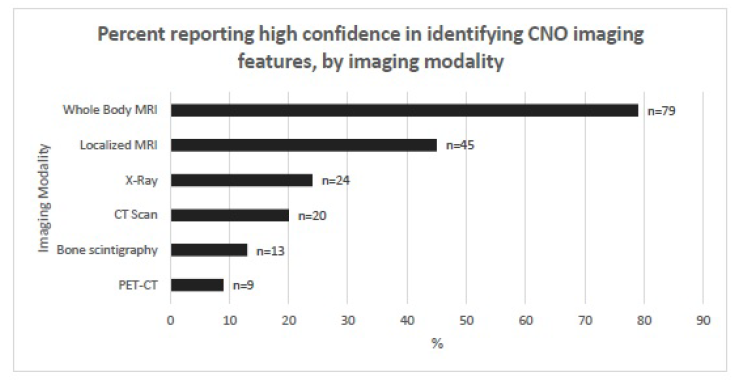 Percent reporting high confidence in identifying CNO imaging
features, by imaging modality
Imaging Modality
Whole Body MRI n=79
Localized MRI n=45
X-Ray n=24
CT Scan n=20
Bone scintigraphy n=13
PET-CT n=9
0 10 20 30 40 50 60 70 80 90
%